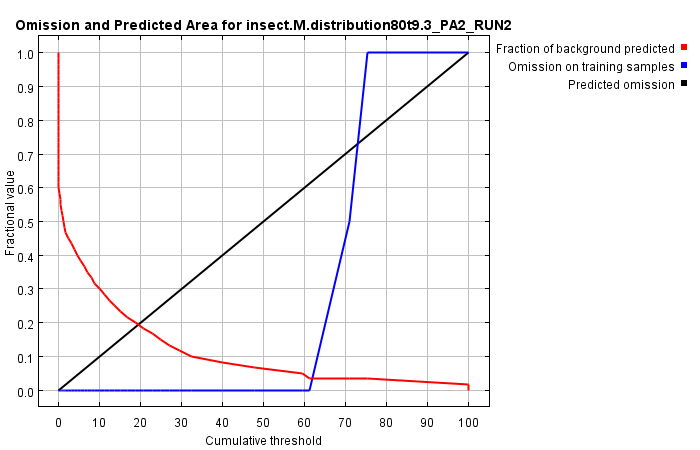 Omission and Predicted Area for insect.M.distribution80t9.3_PA2_RUN2
Fraction of background predicted
Omission on training samples
Predicted omission
Fractional value
1.0
0.9
0.8
0.7
0.6
0.5
0.4
0.3
0.2
0.1
0.0
0 10 20 30 40 50 60 70 80 90 100
Cumulative threshold